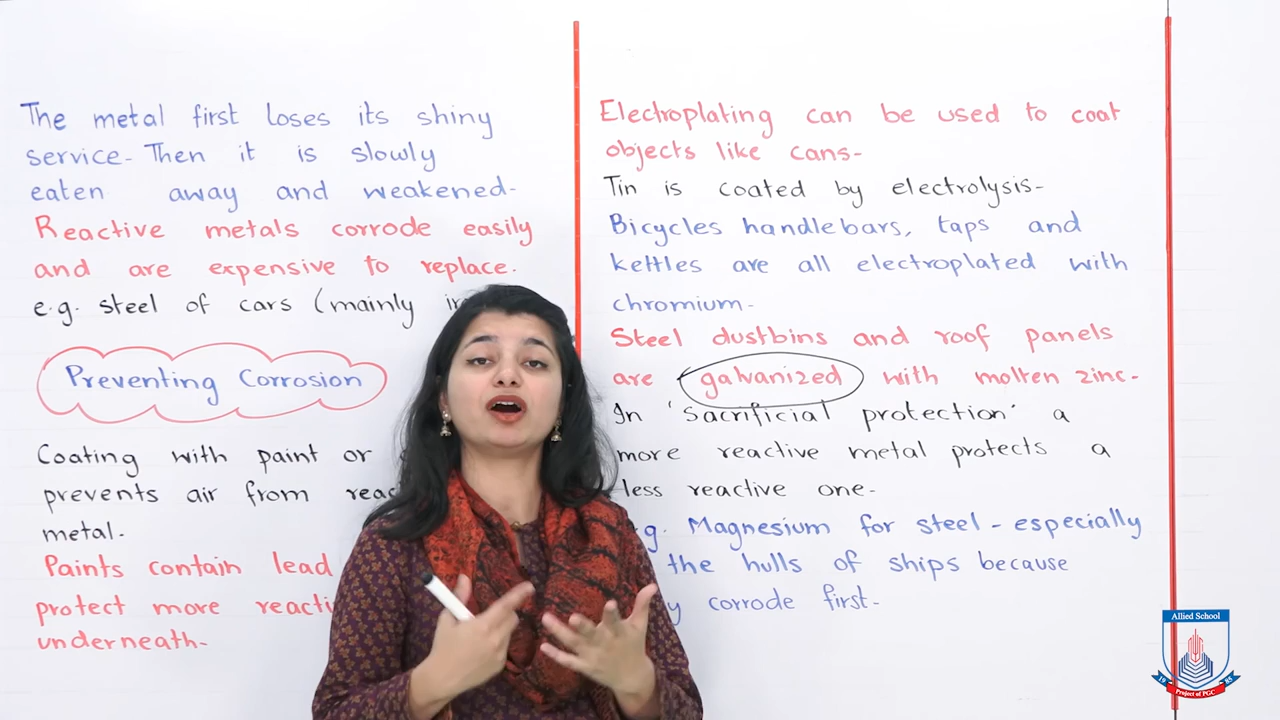 The metal first loses its shiny
service- Then it is slowly
eaten away and weakened-
Reactive metals corrode easily
and are expensive to replace.
e.g. steel of cars (mainly
Preventing Corrosion
Coating with paint or
prevents air from
metal.
Paints contain lead
protect more
underneath-
Electroplating can be used to coat
objects like cans-
Tin is coated by electrolysis-
Bicycles handlebars, taps and
kettles are all electroplated with
chromium-
Steel dustbins and roof panels
are galvanized with molten zinc-
In 'Sacrificial protection' a
more reactive metal protects a
less reactive one-
g. Magnesium for steel - especially
the hulls of ships because
corrode first-
Allied School
1985
Project of PGC